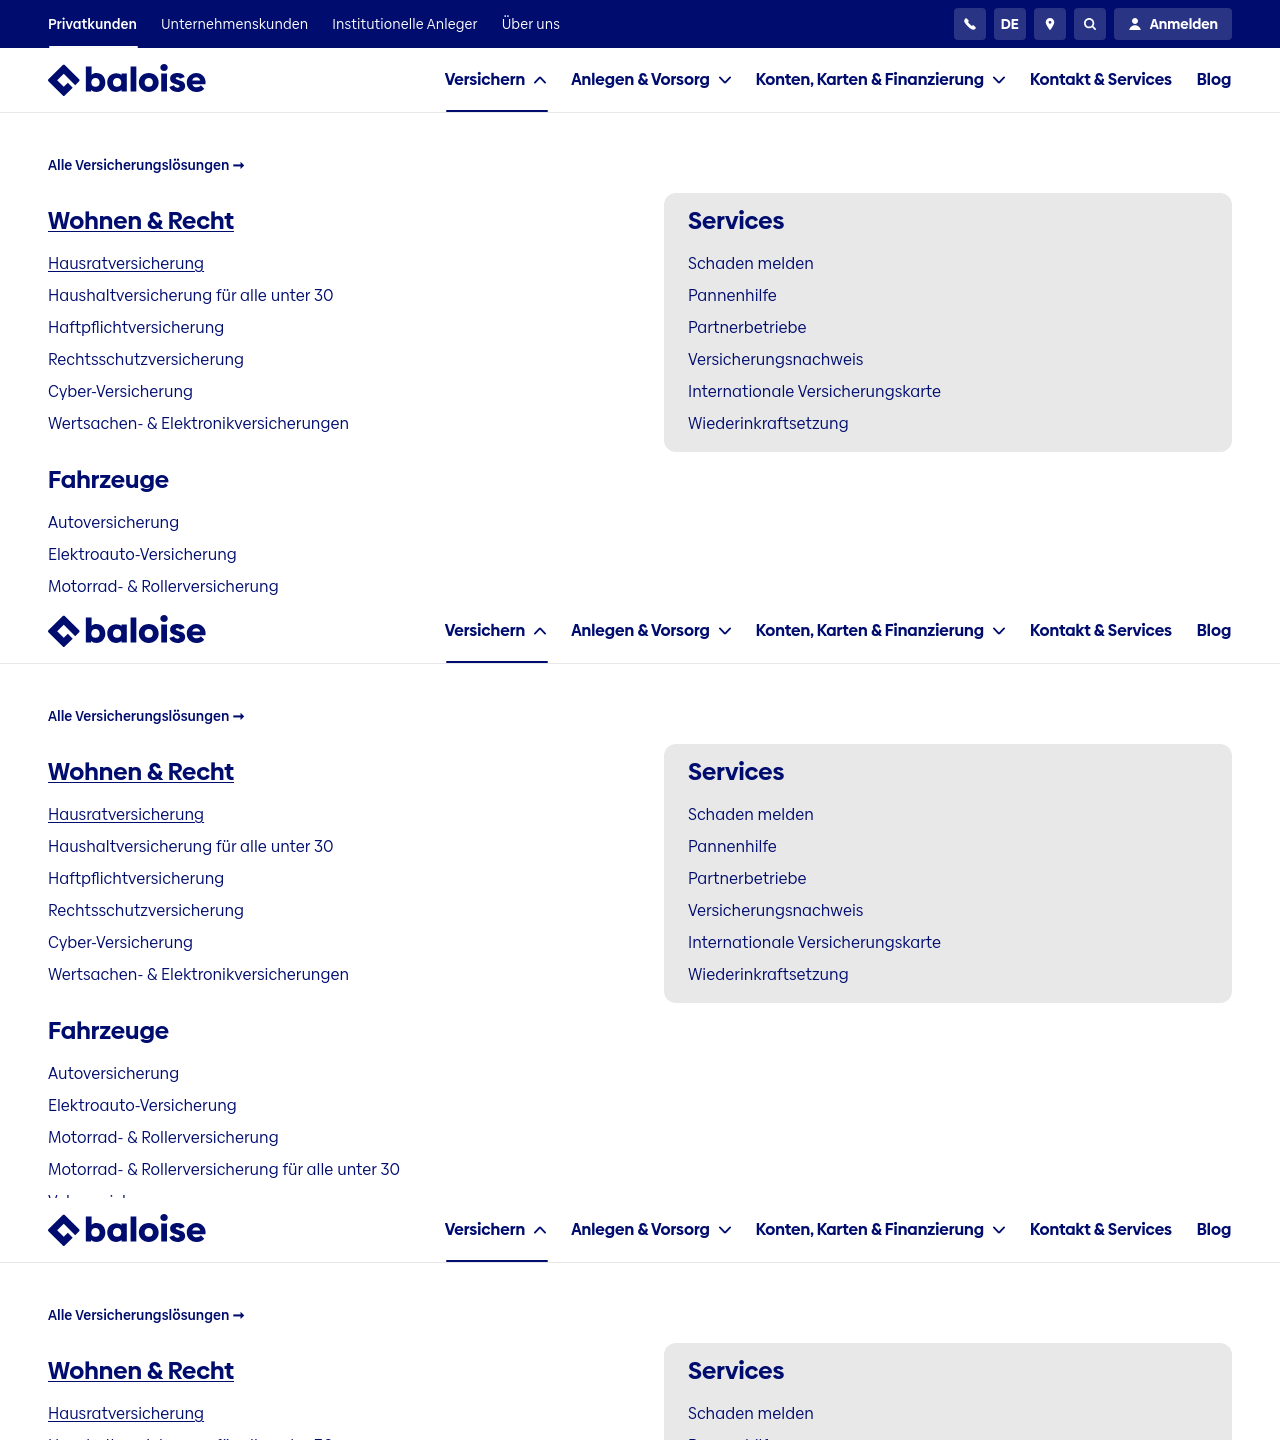 Privatkunden Unternehmenskunden Institutionelle Anleger Über uns DE Anmelden
baloise Versichern Anlegen & Vorsorg Konten, Karten & Finanzierung Kontakt & Services Blog
Alle Versicherungslösungen →
Wohnen & Recht
Hausratversicherung
Haushaltversicherung für alle unter 30
Haftpflichtversicherung
Rechtsschutzversicherung
Cyber-Versicherung
Wertsachen- & Elektronikversicherungen
Services
Schaden melden
Pannenhilfe
Partnerbetriebe
Versicherungsnachweis
Internationale Versicherungskarte
Wiederinkraftsetzung
Fahrzeuge
Autoversicherung
Elektroauto-Versicherung
Motorrad- & Rollerversicherung
baloise Versichern Anlegen & Vorsorg Konten, Karten & Finanzierung Kontakt & Services Blog
Alle Versicherungslösungen →
Wohnen & Recht
Hausratversicherung
Haushaltversicherung für alle unter 30
Haftpflichtversicherung
Rechtsschutzversicherung
Cyber-Versicherung
Wertsachen- & Elektronikversicherungen
Services
Schaden melden
Pannenhilfe
Partnerbetriebe
Versicherungsnachweis
Internationale Versicherungskarte
Wiederinkraftsetzung
Fahrzeuge
Autoversicherung
Elektroauto-Versicherung
Motorrad- & Rollerversicherung
Motorrad- & Rollerversicherung für alle unter 30
baloise Versichern Anlegen & Vorsorg Konten, Karten & Finanzierung Kontakt & Services Blog
Alle Versicherungslösungen →
Wohnen & Recht
Hausratversicherung
Services
Schaden melden